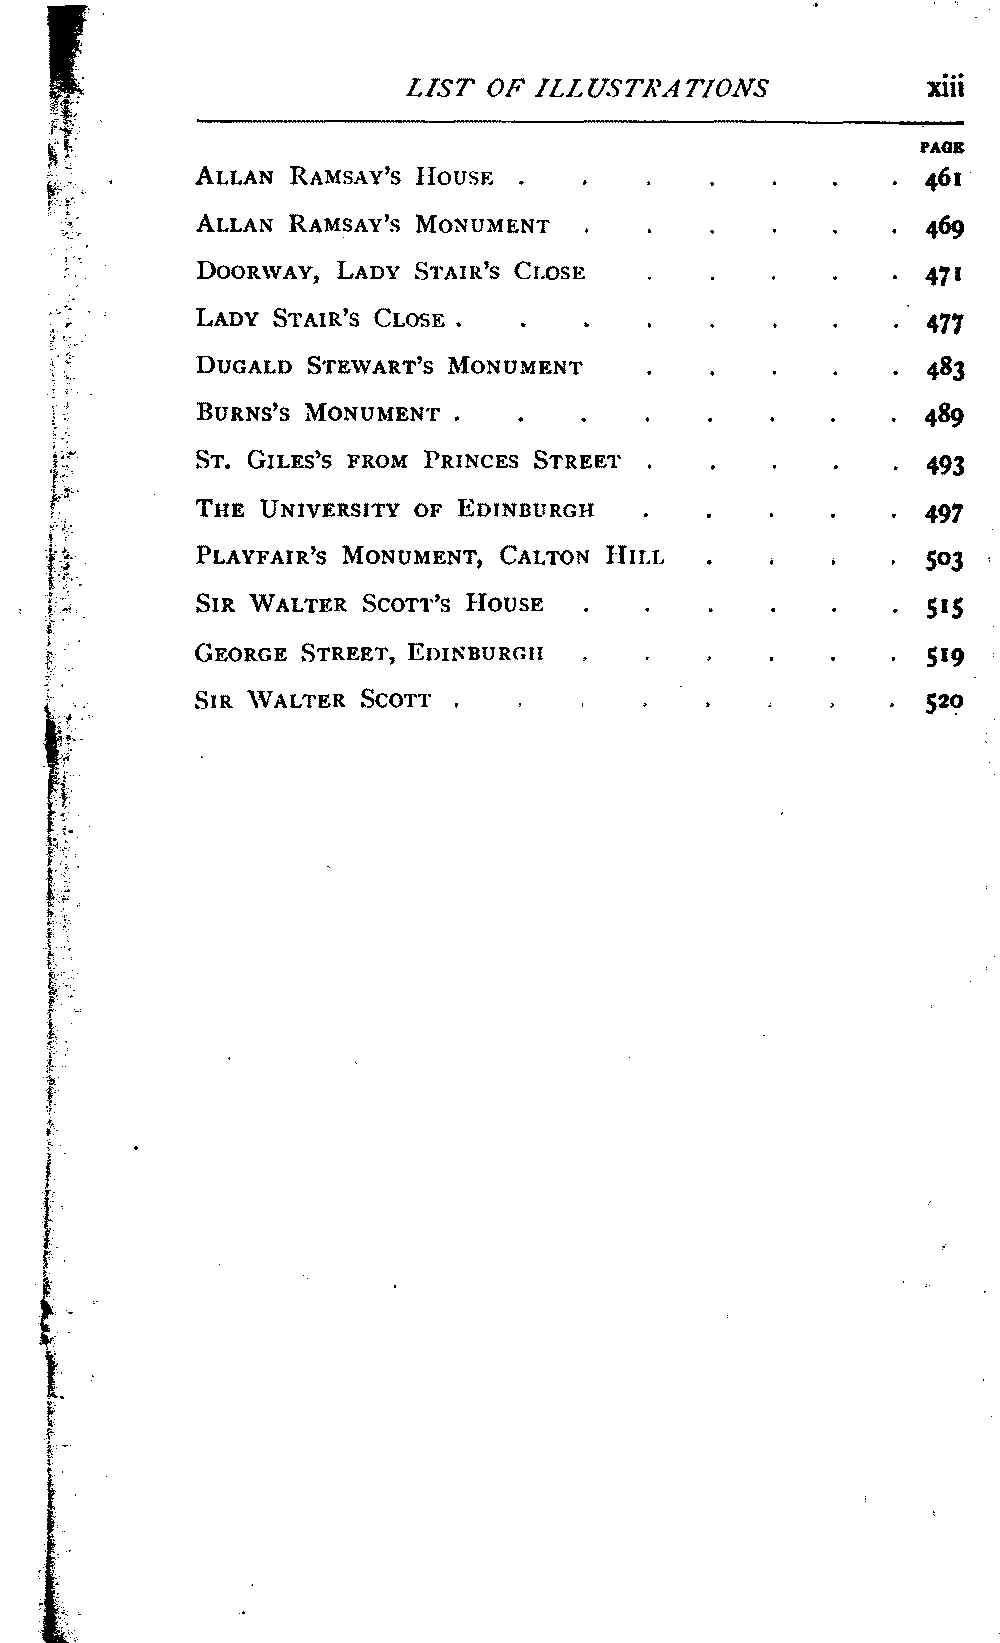 LIST OF ILLUSTRATIONS xiii
PAGE
ALLAN RAMSAY'S HOUSE . . . . . . . 461
ALLAN RAMSAY'S MONUMENT . . . . . . 469
DOORWAY, LADY STAIR'S CLOSE . . . . . 471
LADY STAIR'S CLOSE . . . . . . . . 477
DUGALD STEWART'S MONUMENT . . . . . 483
BURNS'S MONUMENT . . . . . . . . 489
ST. GILES'S FROM PRINCES STREET . . . . . 493
THE UNIVERSITY OF EDINBURGH . . . . . 497
PLAYFAIR'S MONUMENT, CALTON HILL . . . . 503
SIR WALTER SCOTT'S HOUSE . . . . . . 515
GEORGE STREET, EDINBURGH . . . . . . 519
SIR WALTER SCOTT . . . . . . . . 520